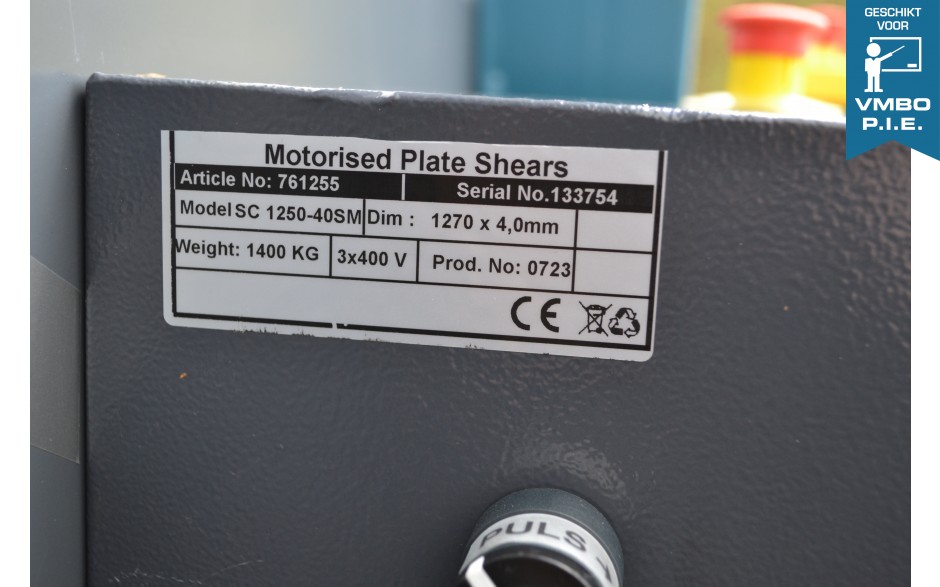 GESCHIKT
VOOR
VMBO
P.I.E.
Motorised Plate Shears
Article No: 761255 Serial No.133754
Model SC 1250-40SM Dim : 1270 x 4,0mm
Weight: 1400 KG 3x400 V Prod. No: 0723
CE
PULS